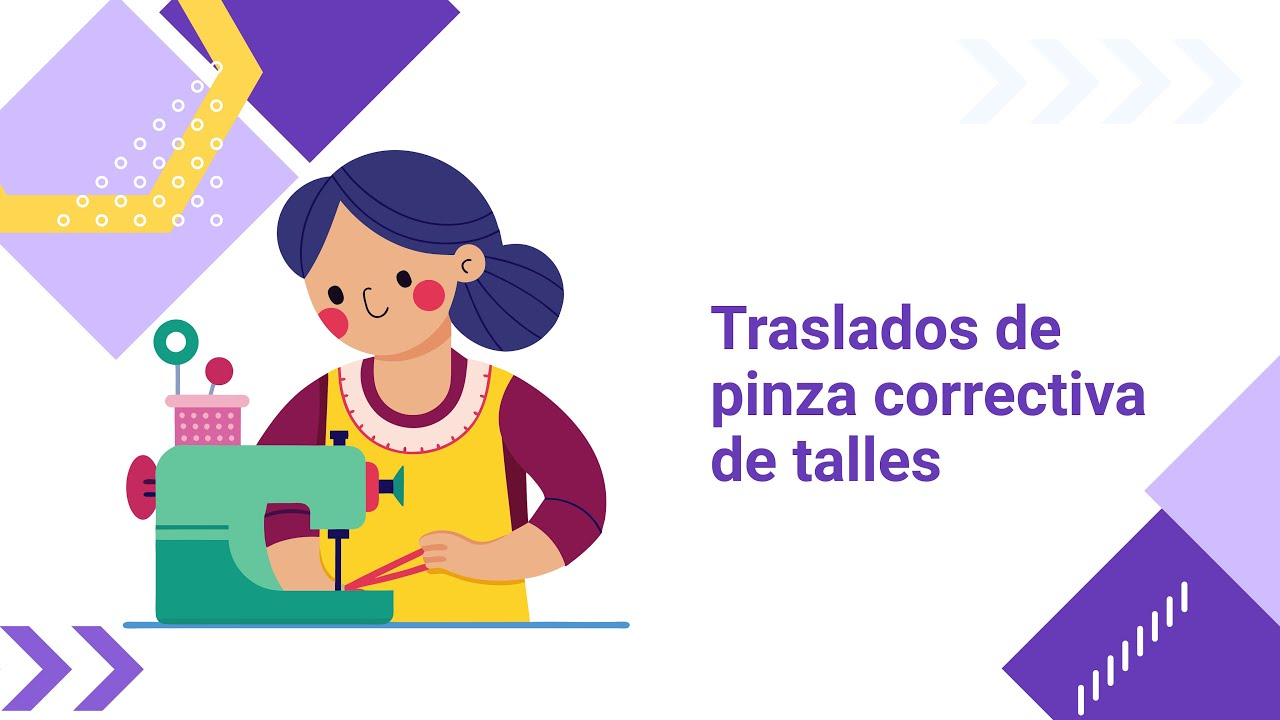 Traslados de
pinza correctiva
de talles